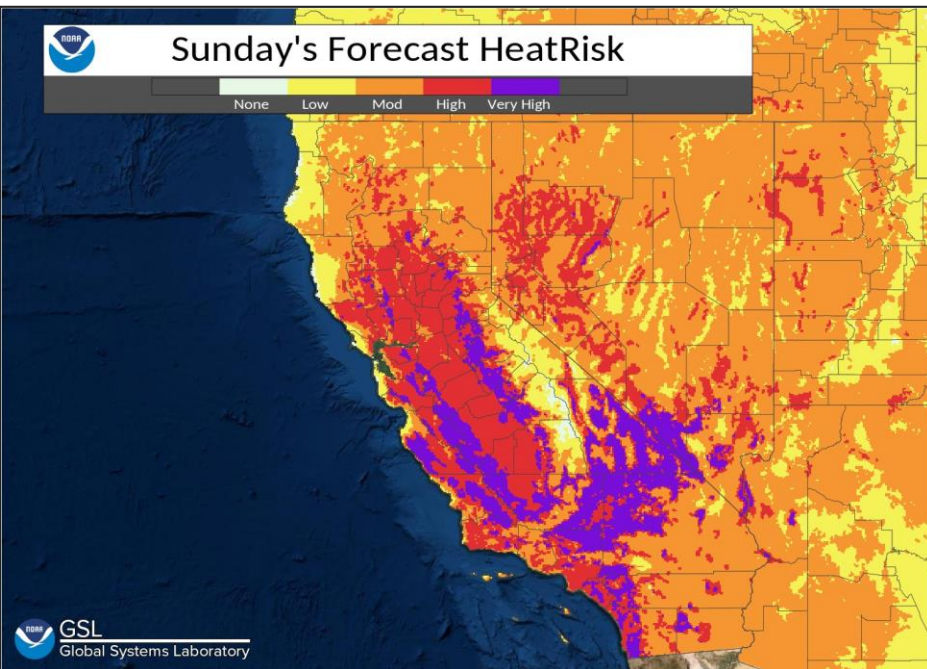 NOAA
Sunday's Forecast HeatRisk
None Low Mod High Very High
NOAA
GSL
Global Systems Laboratory